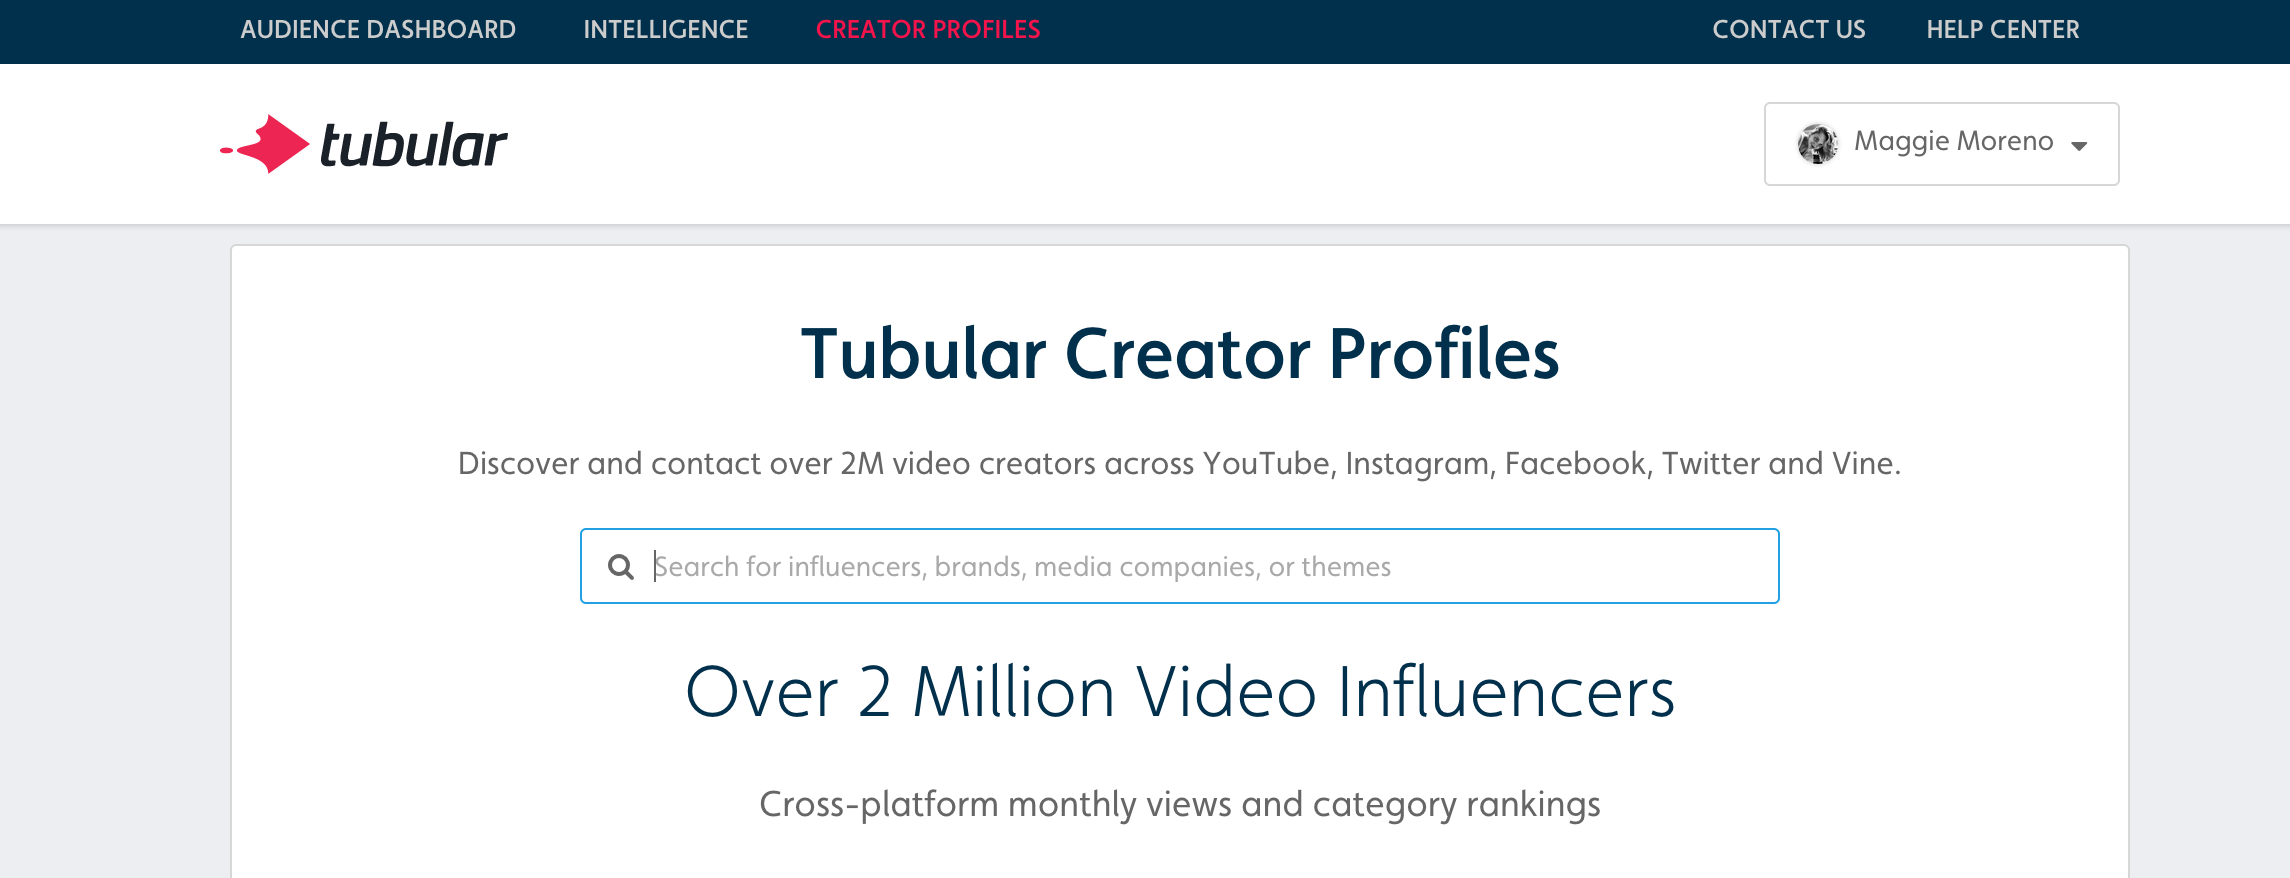 AUDIENCE DASHBOARD INTELLIGENCE CREATOR PROFILES CONTACT US HELP CENTER
tubular
Maggie Moreno
Tubular Creator Profiles
Discover and contact over 2M video creators across YouTube, Instagram, Facebook, Twitter and Vine.
Search for influencers, brands, media companies, or themes
Over 2 Million Video Influencers
Cross-platform monthly views and category rankings